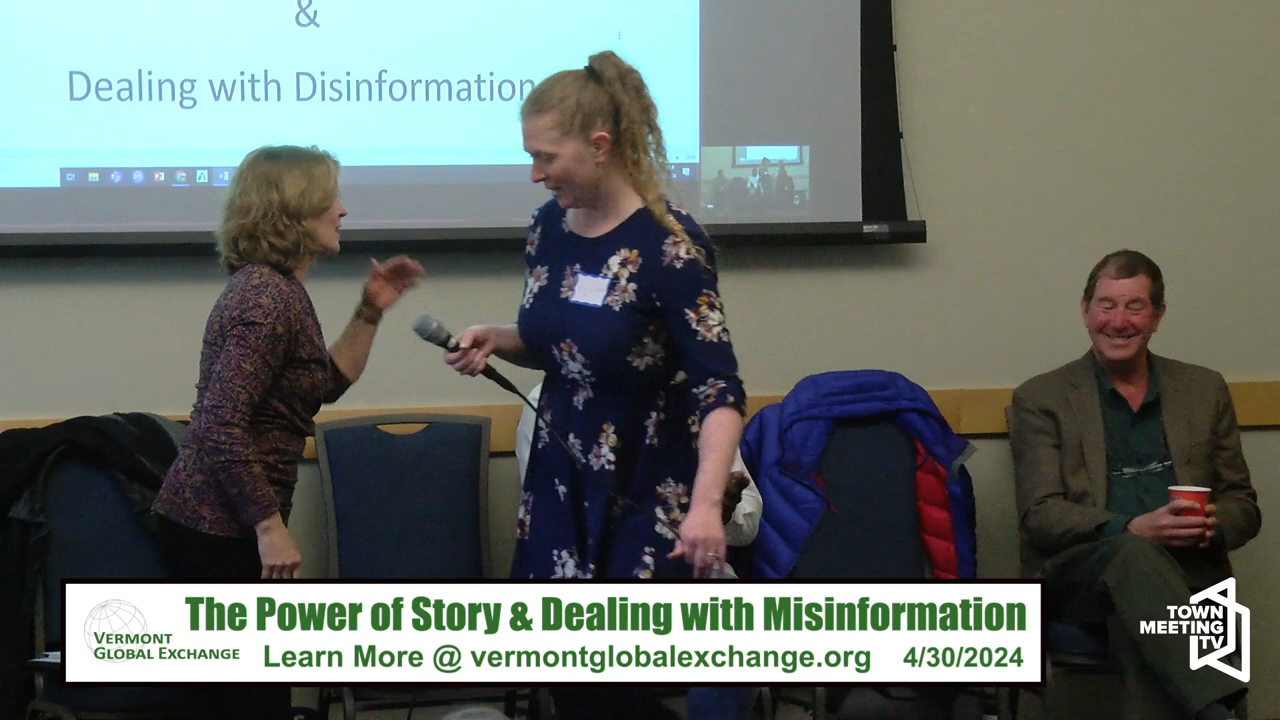 &
Dealing with Disinformation
The Power of Story & Dealing with Misinformation
VERMONT
GLOBAL EXCHANGE
Learn More @ vermontglobalexchange.org 4/30/2024
TOWN
MEETING
TV